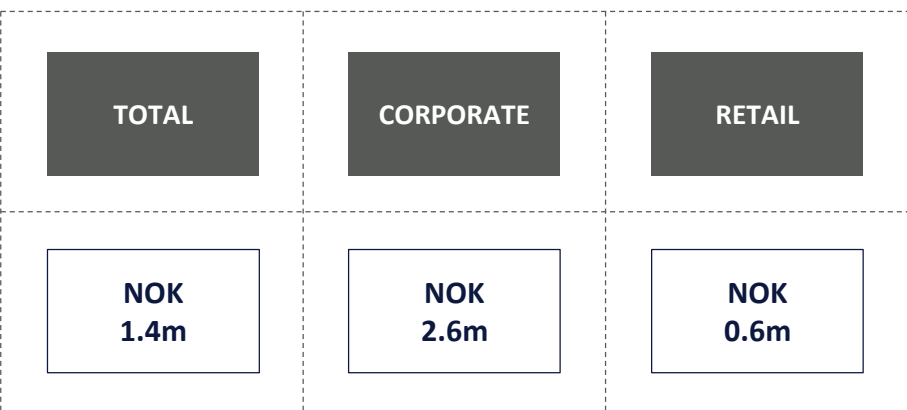 TOTAL
CORPORATE
RETAIL
NOK
1.4m
NOK
2.6m
NOK
0.6m